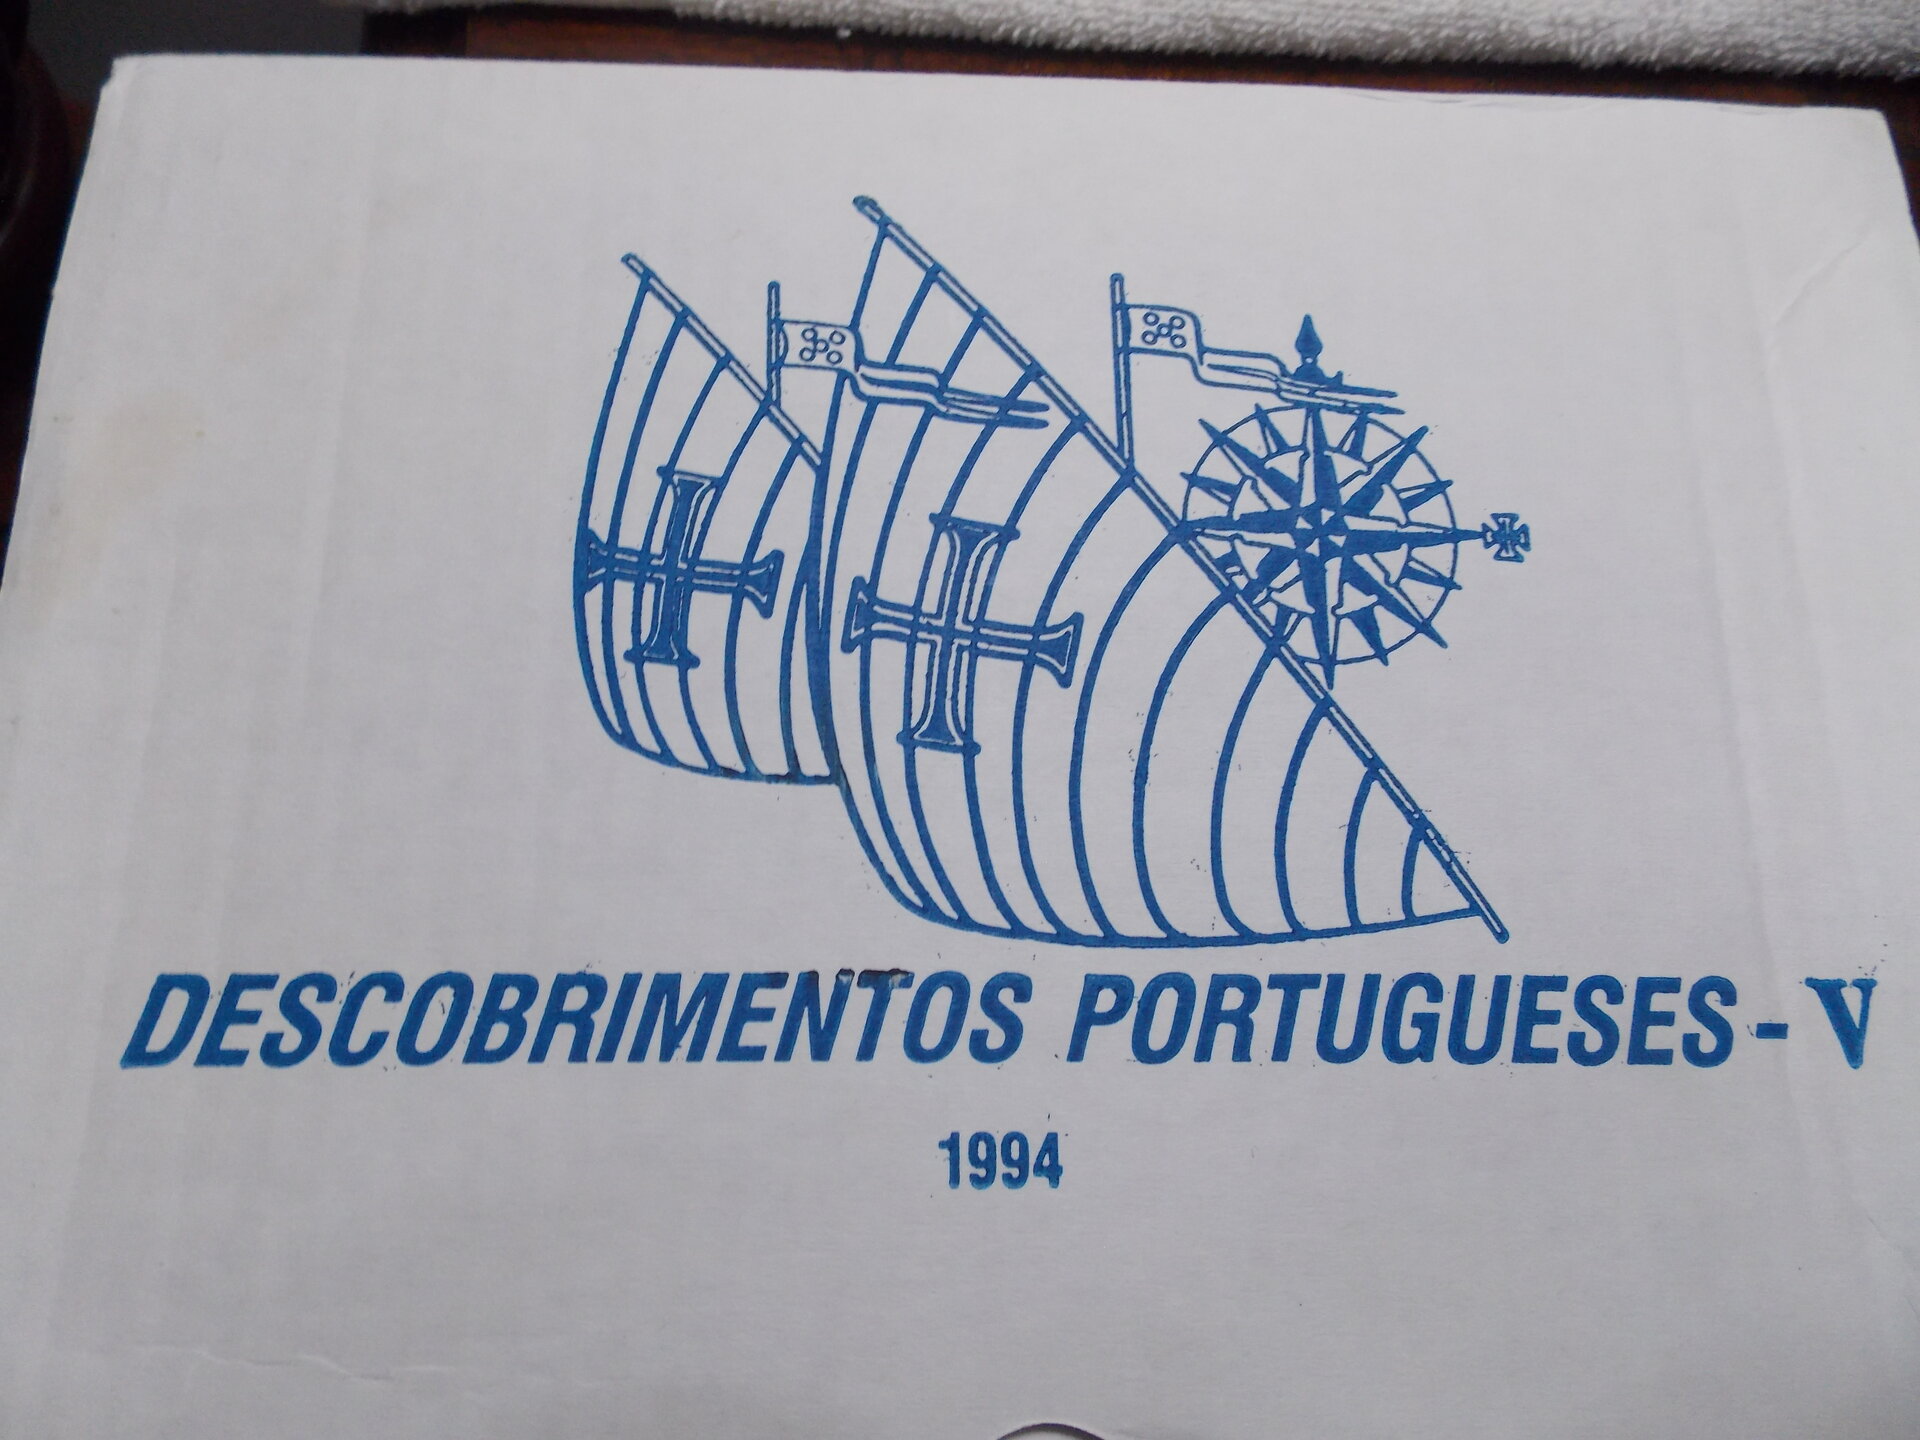 DESCOBRIMENTOS PORTUGUESES - V
1994